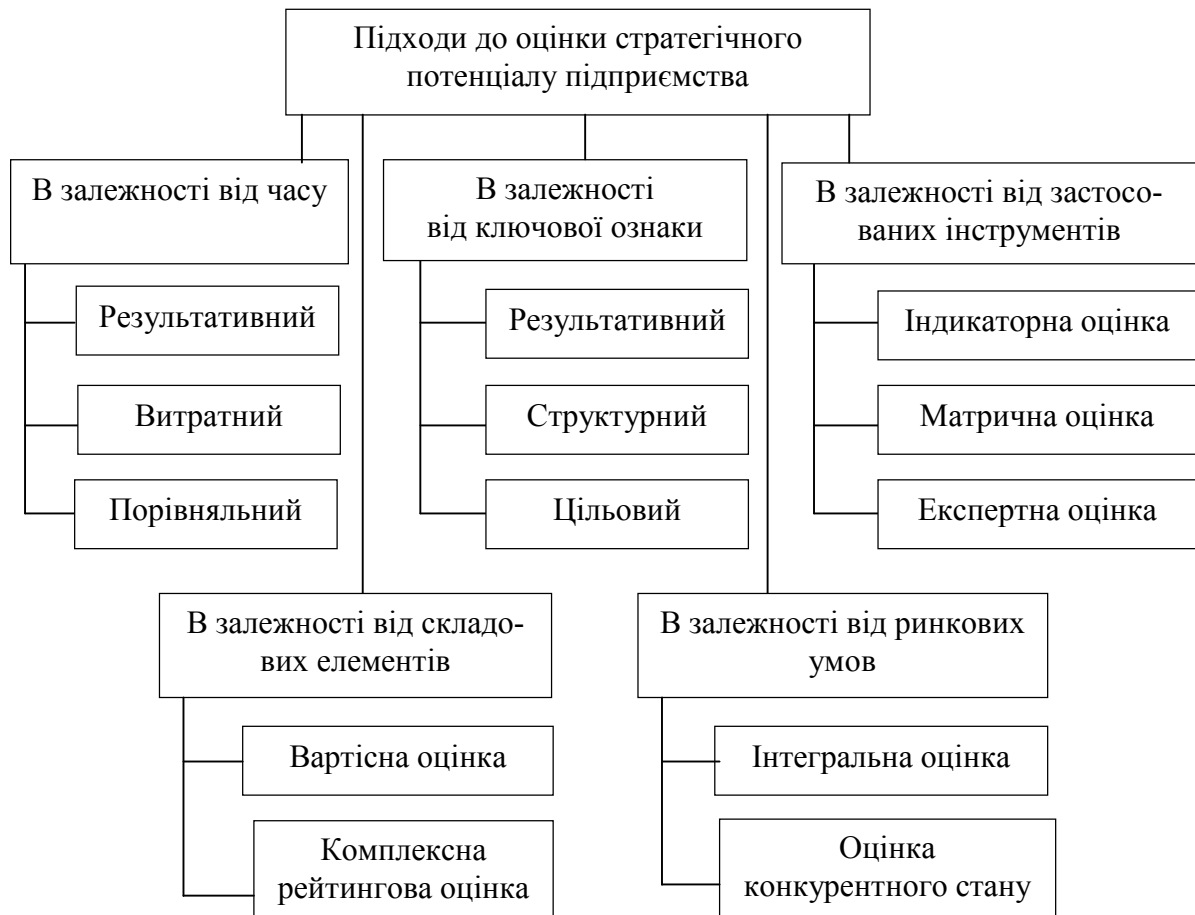 Підходи до оцінки стратегічного
потенціалу підприємства
В залежності від часу
Результативний
Витратний
Порівняльний
В залежності
від ключової ознаки
Результативний
Структурний
Цільовий
В залежності від застосо-
ваних інструментів
Індикаторна оцінка
Матрична оцінка
Експертна оцінка
В залежності від складо-
вих елементів
Вартісна оцінка
Комплексна
рейтингова оцінка
В залежності від ринкових
умов
Інтегральна оцінка
Оцінка
конкурентного стану